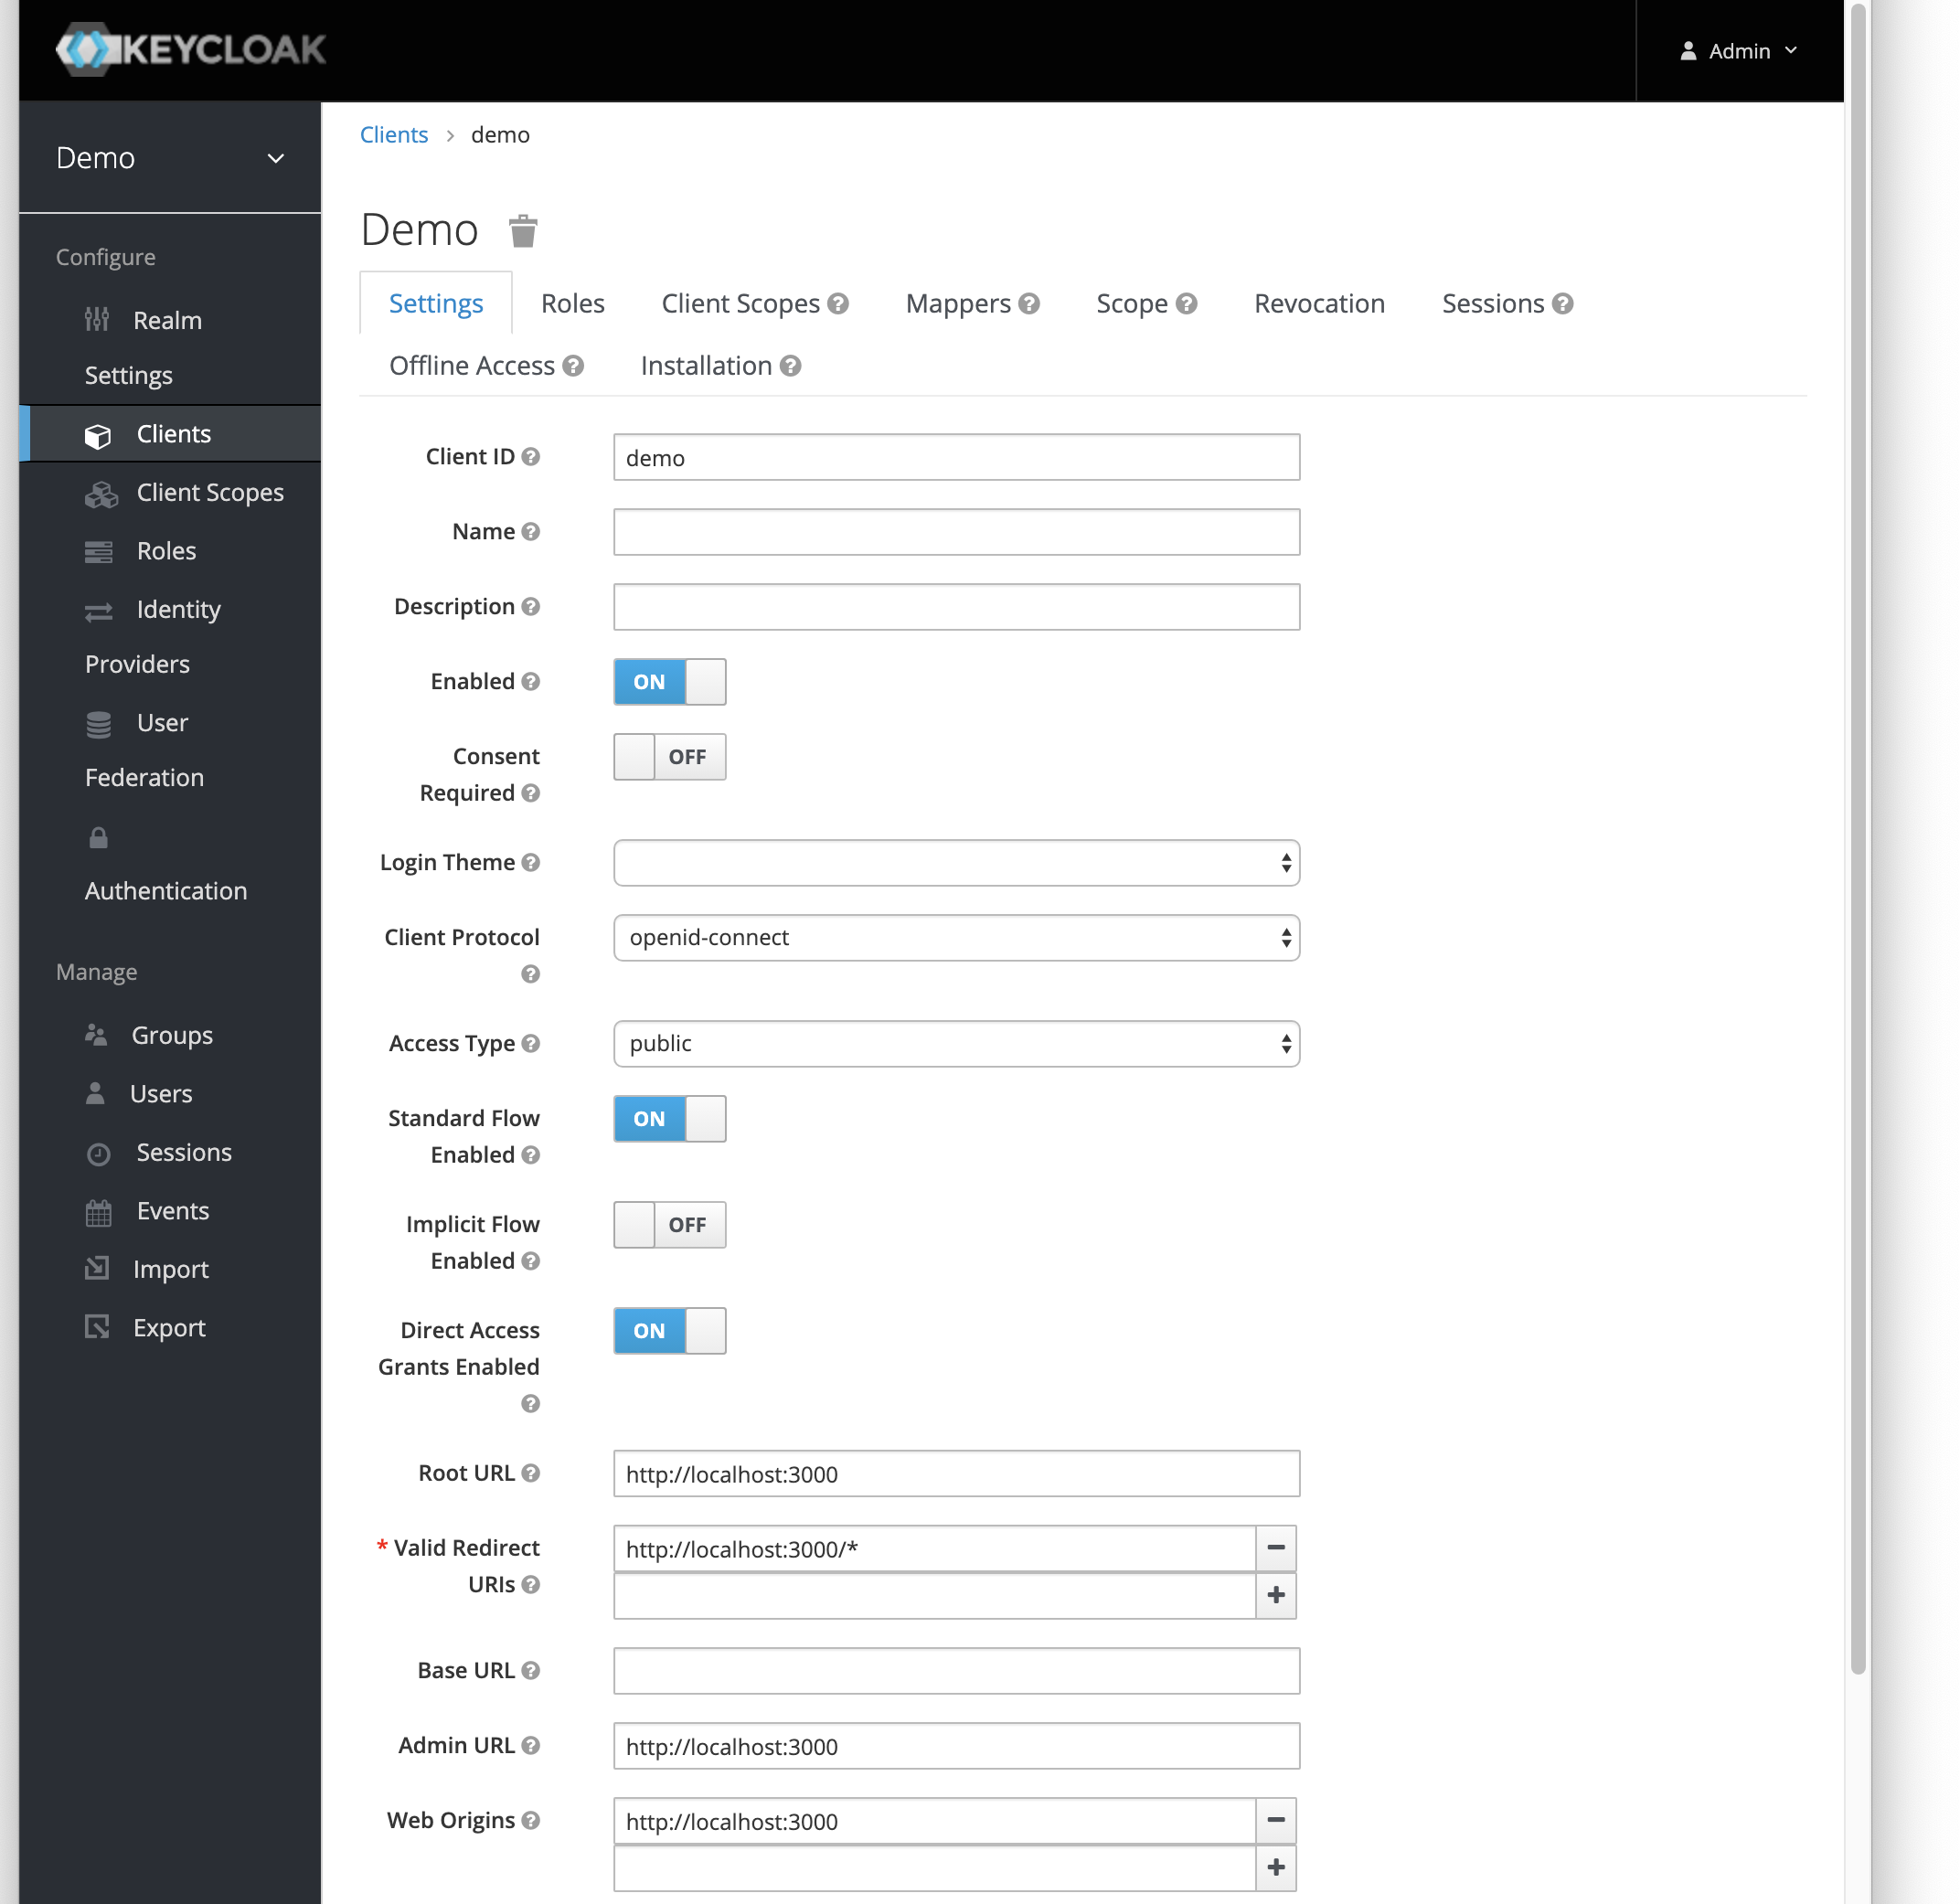 KEYCLOAK
Admin
Demo
Configure
Realm
Settings
Clients
Client Scopes
Roles
Identity
Providers
User
Federation
Authentication
Manage
Groups
Users
Sessions
Events
Import
Export
Clients > demo
Demo
Settings Roles Client Scopes ? Mappers ? Scope ? Revocation Sessions ?
Offline Access ? Installation ?
Client ID ? demo
Name ?
Description ?
Enabled ? ON
Consent
Required ? OFF
Login Theme ?
Client Protocol openid-connect
?
Access Type ? public
Standard Flow
Enabled ? ON
Implicit Flow
Enabled ? OFF
Direct Access
Grants Enabled ON
?
Root URL ? http://localhost:3000
* Valid Redirect http://localhost:3000/*
URIs ?
Base URL ?
Admin URL ? http://localhost:3000
Web Origins ? http://localhost:3000